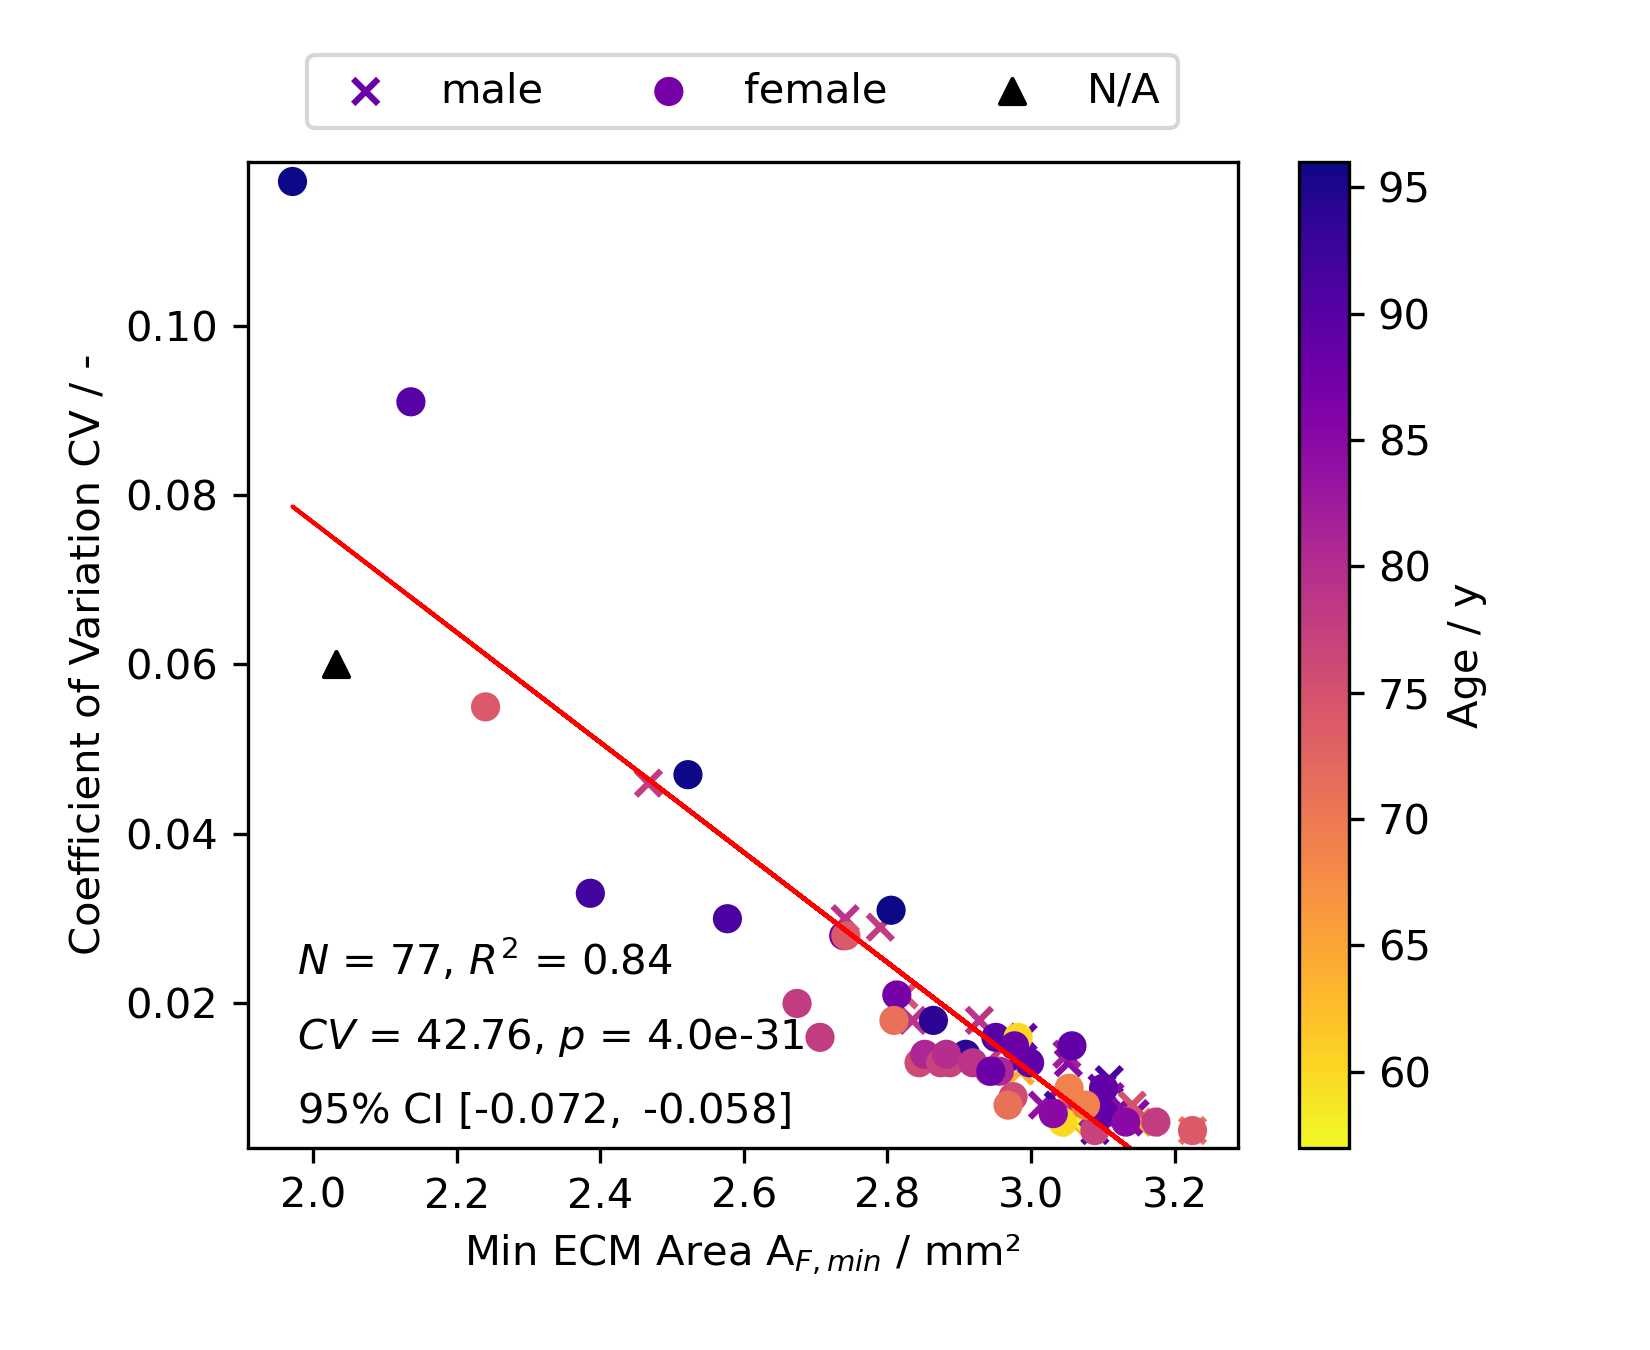 male female N/A
0.10
0.08
0.06
0.04
0.02
Coefficient of Variation CV / -
N = 77, R² = 0.84
CV = 42.76, p = 4.0e-31
95% CI [-0.072, -0.058]
2.0 2.2 2.4 2.6 2.8 3.0 3.2
Min ECM Area A_{F,min} / mm²
95
90
85
80
75
70
65
60
Age / y